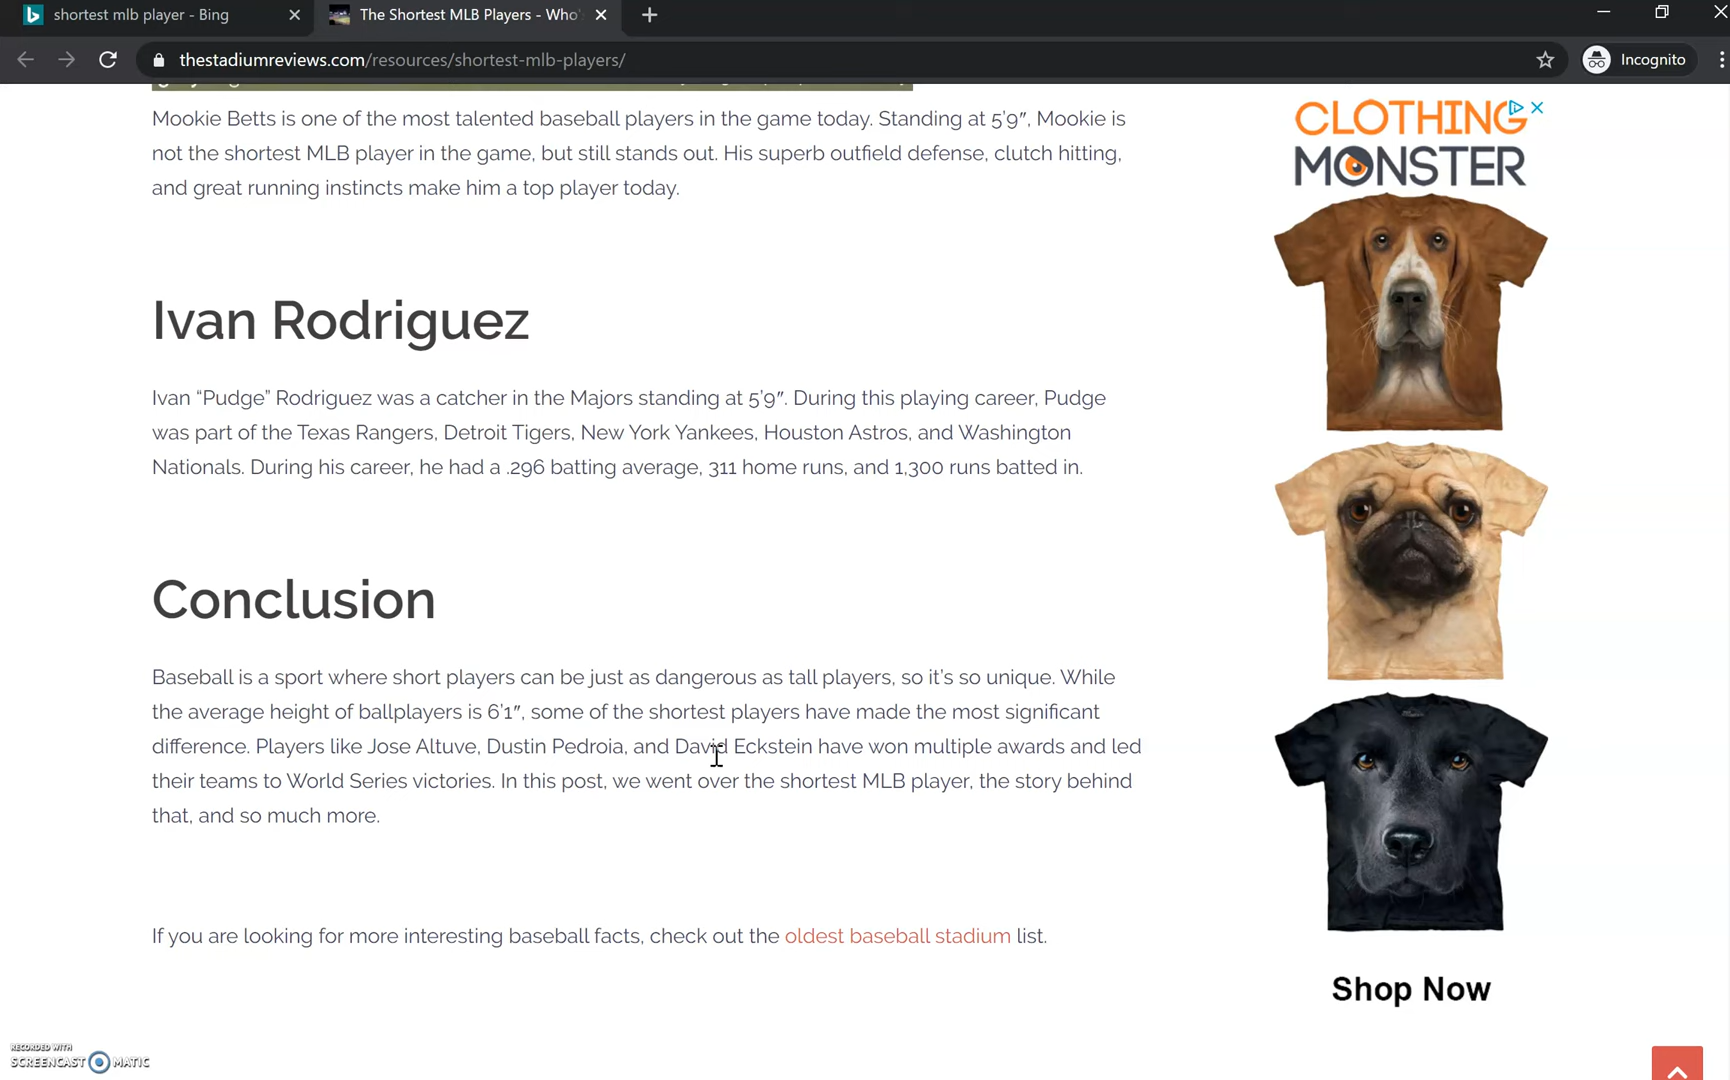 shortest mlb player - Bing
The Shortest MLB Players - Who'
thestadiumreviews.com/resources/shortest-mlb-players/
Incognito
Mookie Betts is one of the most talented baseball players in the game today. Standing at 5'9″, Mookie is
not the shortest MLB player in the game, but still stands out. His superb outfield defense, clutch hitting,
and great running instincts make him a top player today.
Ivan Rodriguez
Ivan “Pudge” Rodriguez was a catcher in the Majors standing at 5'9″. During this playing career, Pudge
was part of the Texas Rangers, Detroit Tigers, New York Yankees, Houston Astros, and Washington
Nationals. During his career, he had a .296 batting average, 311 home runs, and 1,300 runs batted in.
Conclusion
Baseball is a sport where short players can be just as dangerous as tall players, so it's so unique. While
the average height of ballplayers is 6'1″, some of the shortest players have made the most significant
difference. Players like Jose Altuve, Dustin Pedroia, and David Eckstein have won multiple awards and led
their teams to World Series victories. In this post, we went over the shortest MLB player, the story behind
that, and so much more.
If you are looking for more interesting baseball facts, check out the oldest baseball stadium list.
CLOTHING
MONSTER
Shop Now
RECORDED WITH
SCREENCAST MATIC